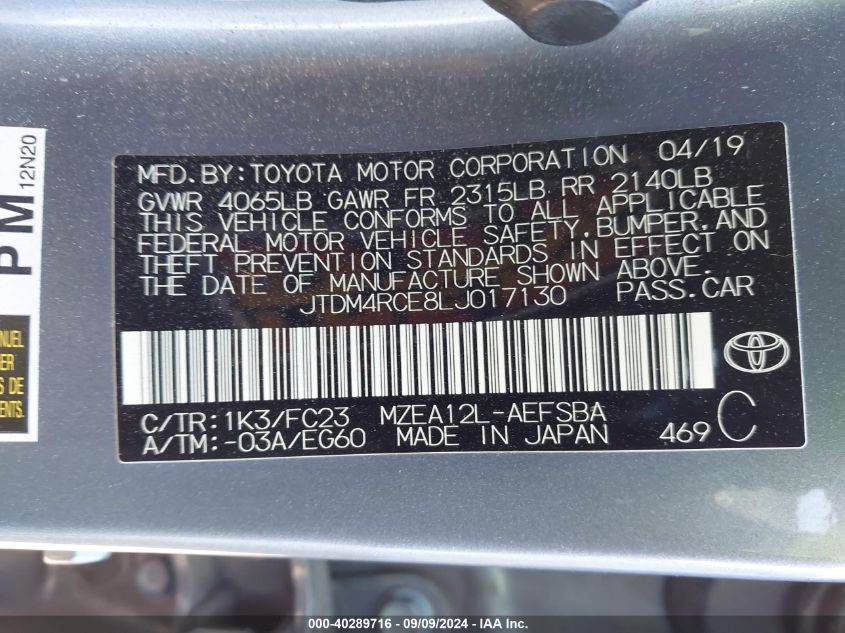 MFD. BY: TOYOTA MOTOR CORPORATION 04/19
GVWR 4065LB GAWR FR 2315LB RR 2140LB
THIS VEHICLE CONFORMS TO ALL APPLICABLE
FEDERAL MOTOR VEHICLE SAFETY, BUMPER, AND
THEFT PREVENTION STANDARDS IN EFFECT ON
THE DATE OF MANUFACTURE SHOWN ABOVE.
JTDM4RCE8LJ017130 PASS.CAR
C/TR: 1K3/FC23 MZEA12L-AEFSBA
A/TM: -03A/EG60 MADE IN JAPAN 469 C
PM
12N20
S DE
000-40289716 - 09/09/2024 - IAA, Inc.